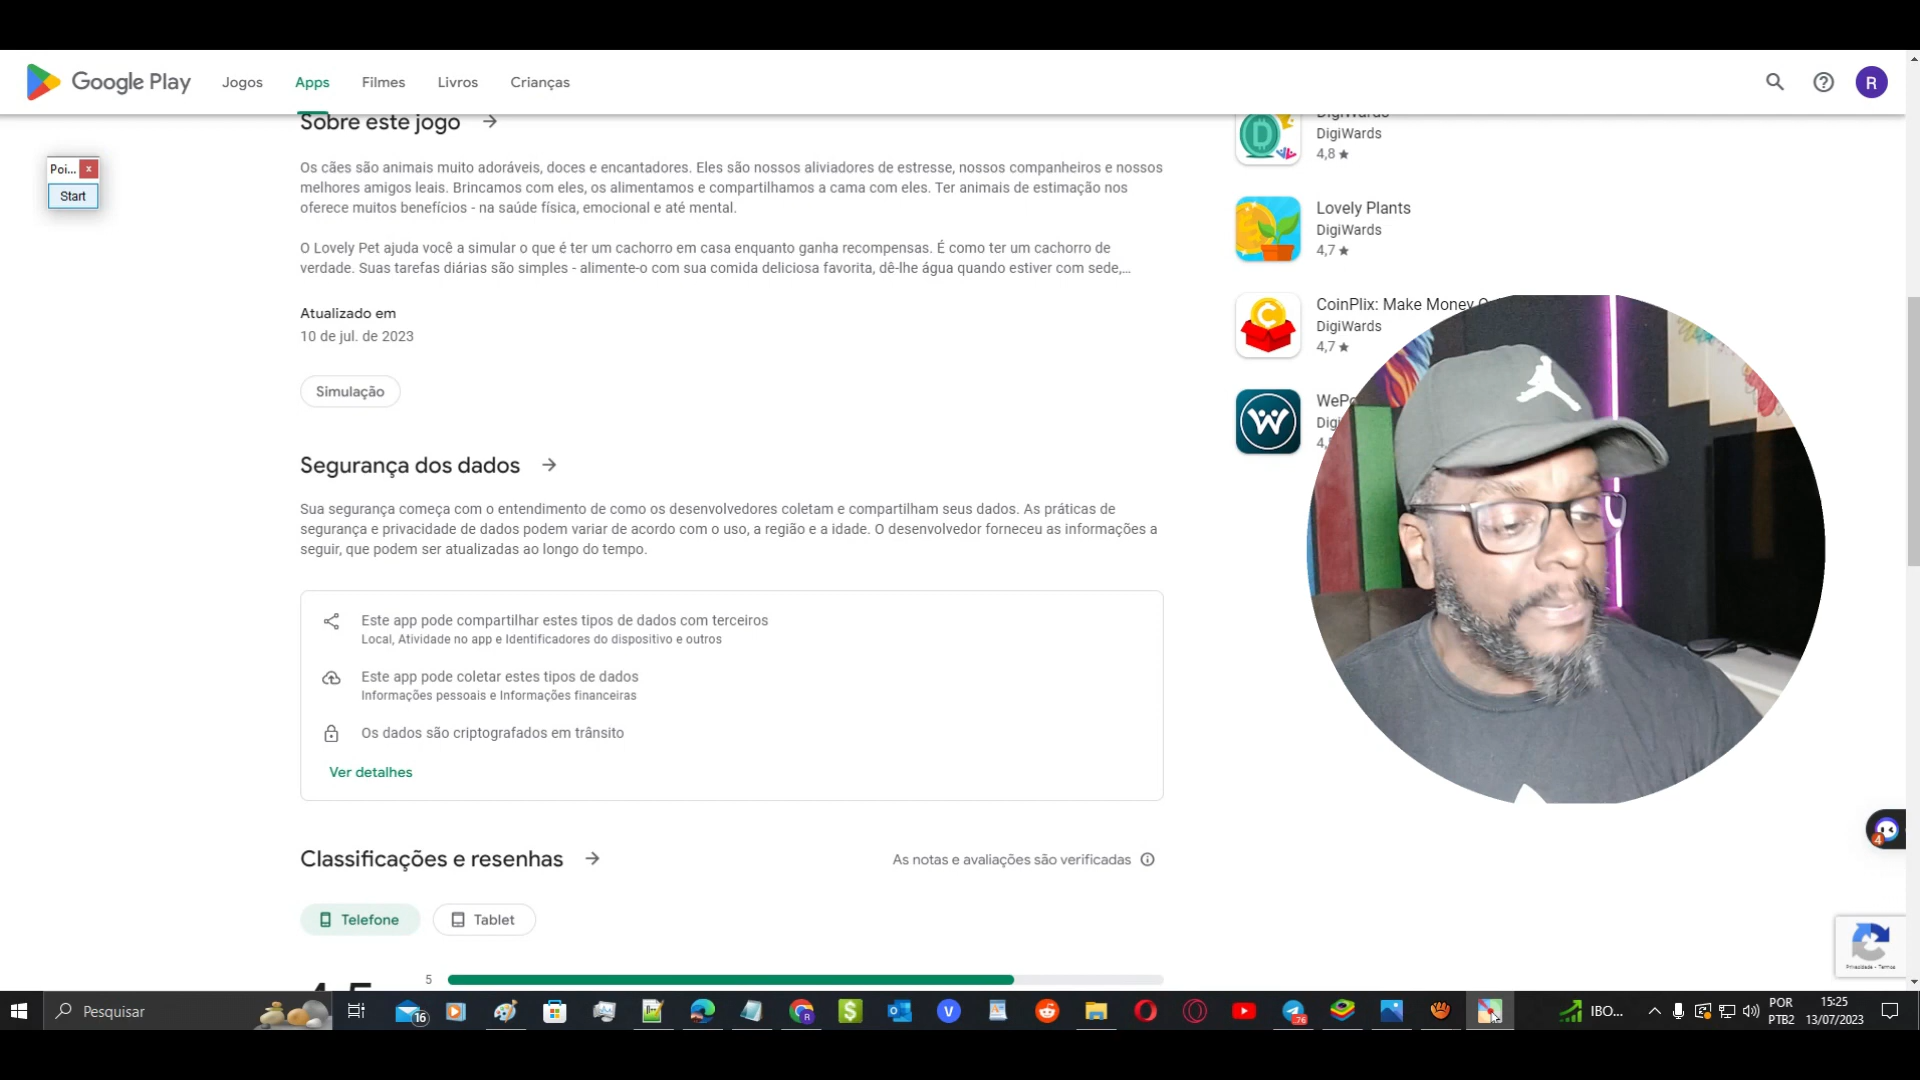 Google Play
Jogos
Apps
Filmes
Livros
Crianças
R
Sobre este jogo
DigiWards
DigiWards
4,8 ★
Poi...
x
Start
Os cães são animais muito adoráveis, doces e encantadores. Eles são nossos aliviadores de estresse, nossos companheiros e nossos
melhores amigos leais. Brincamos com eles, os alimentamos e compartilhamos a cama com eles. Ter animais de estimação nos
oferece muitos benefícios - na saúde física, emocional e até mental.
O Lovely Pet ajuda você a simular o que é ter um cachorro em casa enquanto ganha recompensas. É como ter um cachorro de
verdade. Suas tarefas diárias são simples - alimente-o com sua comida deliciosa favorita, dê-lhe água quando estiver com sede,...
Atualizado em
10 de jul. de 2023
Simulação
Lovely Plants
DigiWards
4,7 ★
CoinPlix: Make Money
DigiWards
4,7 ★
Segurança dos dados
Sua segurança começa com o entendimento de como os desenvolvedores coletam e compartilham seus dados. As práticas de
segurança e privacidade de dados podem variar de acordo com o uso, a região e a idade. O desenvolvedor forneceu as informações a
seguir, que podem ser atualizadas ao longo do tempo.
Este app pode compartilhar estes tipos de dados com terceiros
Local, Atividade no app e Identificadores do dispositivo e outros
Este app pode coletar estes tipos de dados
Informações pessoais e Informações financeiras
Os dados são criptografados em trânsito
Ver detalhes
Classificações e resenhas
As notas e avaliações são verificadas
Telefone
Tablet
5
4
Privacidade - Termos
Pesquisar
16
76
IBO...
POR
PTB2
15:25
13/07/2023